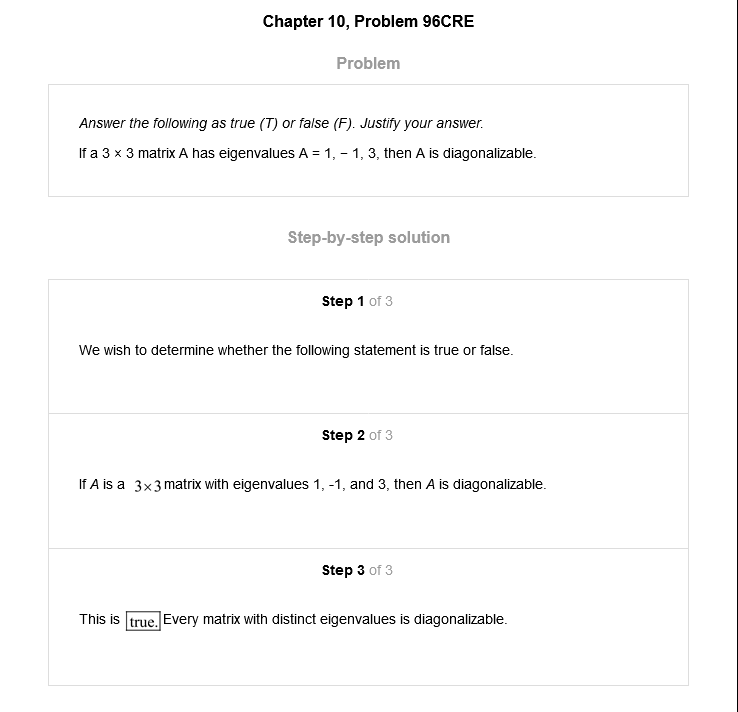 Chapter 10, Problem 96CRE
Problem
Answer the following as true (T) or false (F). Justify your answer.
If a 3 × 3 matrix A has eigenvalues A = 1, − 1, 3, then A is diagonalizable.
Step-by-step solution
Step 1 of 3
We wish to determine whether the following statement is true or false.
Step 2 of 3
If A is a 3×3 matrix with eigenvalues 1, -1, and 3, then A is diagonalizable.
Step 3 of 3
This is true. Every matrix with distinct eigenvalues is diagonalizable.